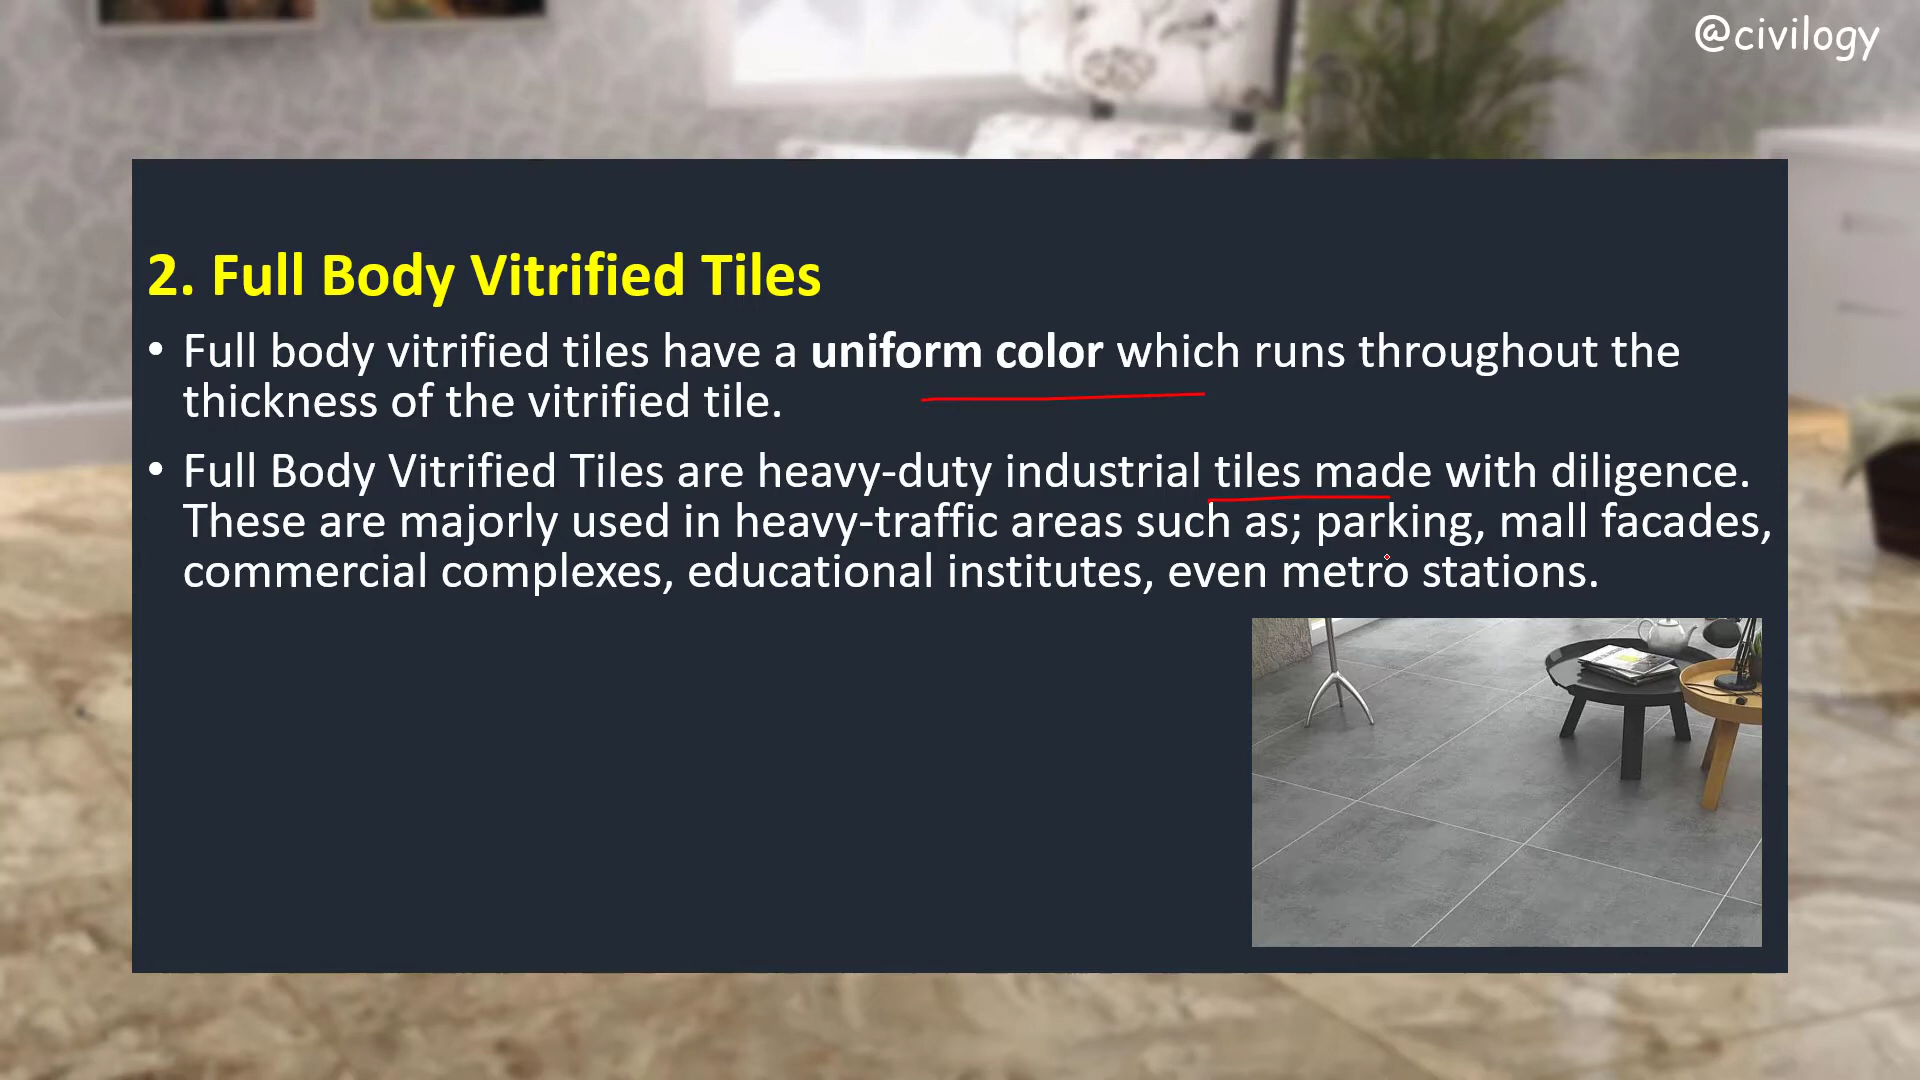 @civilogy
2. Full Body Vitrified Tiles
• Full body vitrified tiles have a uniform color which runs throughout the
thickness of the vitrified tile.
• Full Body Vitrified Tiles are heavy-duty industrial tiles made with diligence.
These are majorly used in heavy-traffic areas such as; parking, mall facades,
commercial complexes, educational institutes, even metro stations.